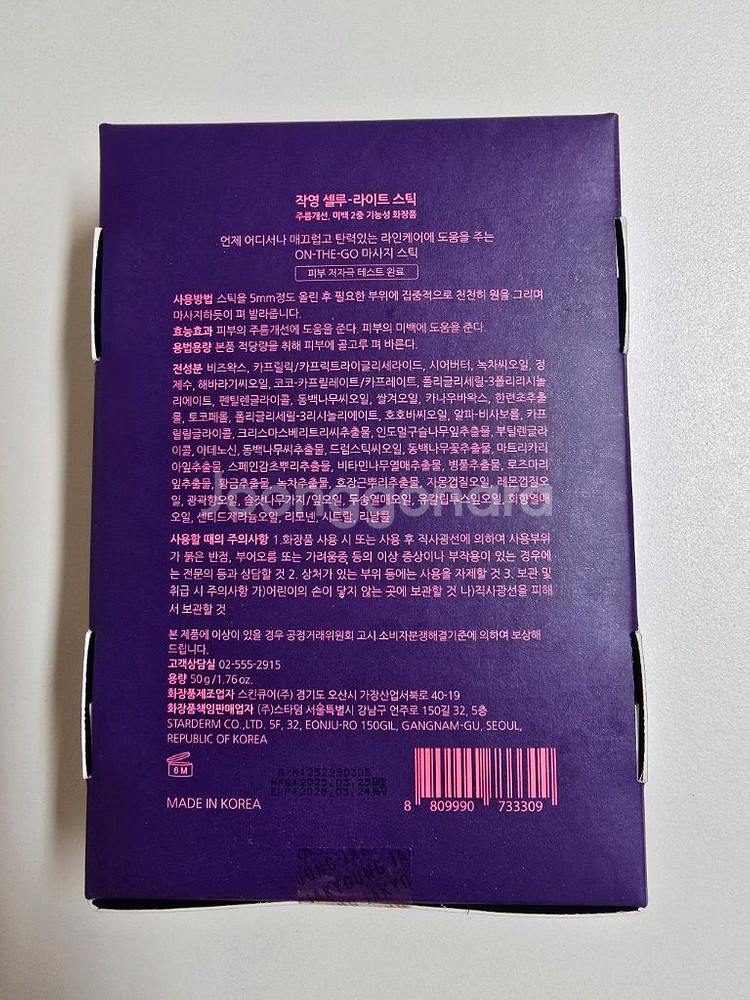 작영 셀루-라이트 스틱
주름개선, 미백 2중 기능성 화장품
언제 어디서나 매끄럽고 탄력있는 라인케어에 도움을 주는
ON-THE-GO 마사지 스틱
피부 저자극 테스트 완료
사용방법 스틱을 5mm정도 올린 후 필요한 부위에 집중적으로 천천히 원을 그리며
마사지하듯이 펴 발라줍니다.
효능효과 피부의 주름개선에 도움을 준다. 피부의 미백에 도움을 준다.
용법용량 본품 적당량을 취해 피부에 골고루 펴 바른다.
전성분 비즈왁스, 카프릴릭/카프릭트라이글리세라이드, 시어버터, 녹차씨오일, 정
제수, 해바라기씨오일, 코코-카프릴레이트/카프레이트, 폴리글리세릴-3폴리리시놀
리에이트, 펜틸렌글라이콜, 동백나무씨오일, 쌀겨오일, 카나우바왁스, 한련초추출
물, 토코페롤, 폴리글리세릴-3리시놀리에이트, 호호바씨오일, 알파-비사보롤, 카프
릴릴글라이콜, 크리스마스베리트리씨추출물, 인도멀구슬나무잎추출물, 부틸렌글라
이콜, 아데노신, 동백나무씨추출물, 드럼스틱씨오일, 동백나무꽃추출물, 마트리카리
아잎추출물, 스페인감초뿌리추출물, 비타민나무열매추출물, 병풀추출물, 로즈마리
잎추출물, 황금추출물, 녹차추출물, 호장근뿌리추출물, 자몽껍질오일, 레몬껍질오
일, 광곽향오일, 솔잣나무가지/잎오일, 두송열매오일, 유칼립투스잎오일, 회향열매
오일, 센티드제라늄오일, 리모넨, 시트랄, 리날룰
Joonggonara
사용할 때의 주의사항 1.화장품 사용 시 또는 사용 후 직사광선에 의하여 사용부위
가 붉은 반점, 부어오름 또는 가려움증 등의 이상 증상이나 부작용이 있는 경우에
는 전문의 등과 상담할 것 2. 상처가 있는 부위 등에는 사용을 자제할 것 3. 보관 및
취급 시 주의사항 가)어린이의 손이 닿지 않는 곳에 보관할 것 나)직사광선을 피해
서 보관할 것
본 제품에 이상이 있을 경우 공정거래위원회 고시 소비자분쟁해결기준에 의하여 보상해
드립니다.
고객상담실 02-555-2915
용량 50g/1.76oz.
화장품제조업자 스킨큐어(주) 경기도 오산시 가장산업서북로 40-19
화장품책임판매업자 (주)스타덤 서울특별시 강남구 언주로 150길 32, 5층
STARDERM CO.,LTD. 5F, 32, EONJU-RO 150GIL, GANGNAM-GU, SEOUL,
REPUBLIC OF KOREA
6M
B/N:252250305
MFG:2025.03.25
EXP:2028.03.24
MADE IN KOREA
8 809990 733309